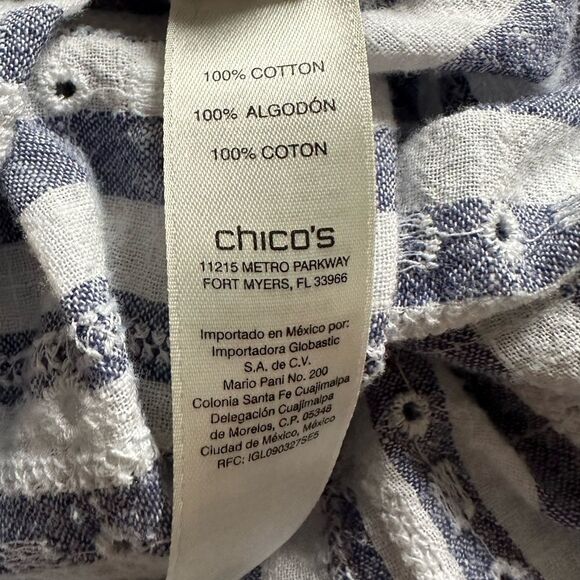 100% COTTON
100% ALGODÓN
100% COTON
chico's
11215 METRO PARKWAY
FORT MYERS, FL 33966
Importado en México por:
Importadora Globastic
S.A. de C.V.
Mario Pani No. 200
Colonia Santa Fe Cuajimalpa
Delegación Cuajimalpa
de Morelos, C.P. 05348
Ciudad de México, México
RFC: IGL090327SE5